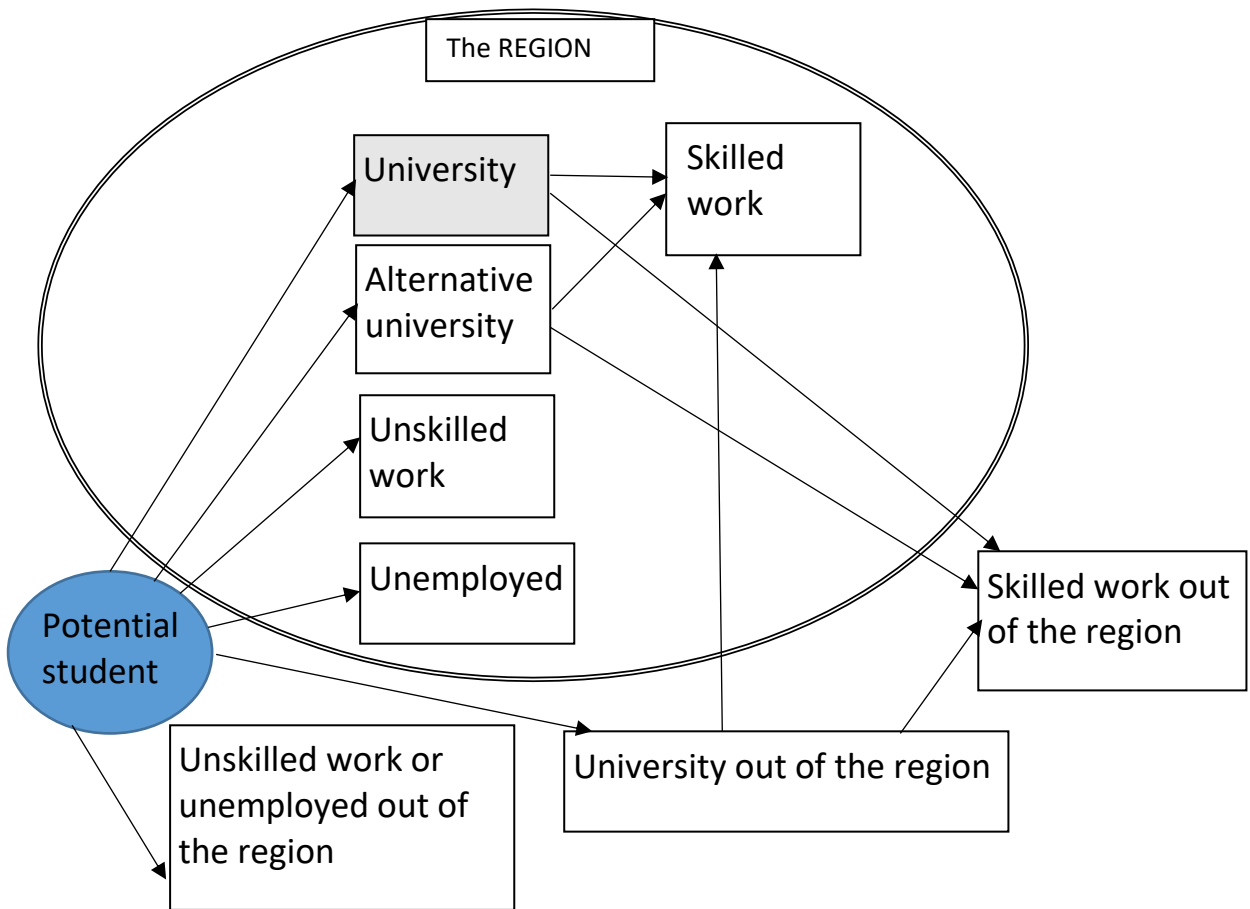 The REGION
University
Skilled
work
Alternative
university
Unskilled
work
Unemployed
Potential
student
Skilled work out
of the region
Unskilled work or
unemployed out of
the region
University out of the region